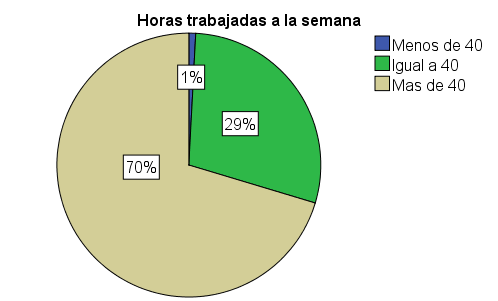 Horas trabajadas a la semana
Menos de 40
Igual a 40
Mas de 40
1%
29%
70%